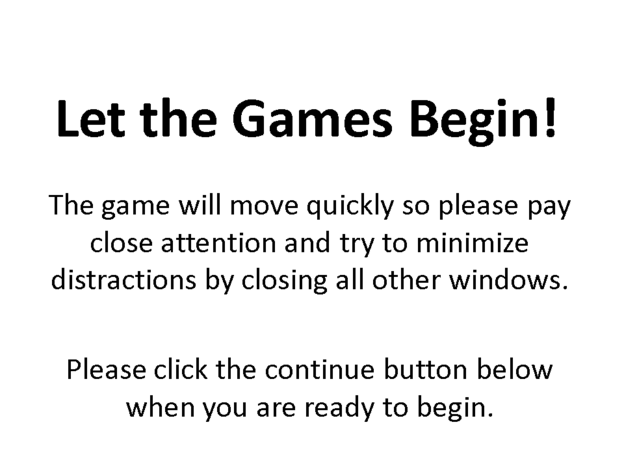 Let the Games Begin!
The game will move quickly so please pay
close attention and try to minimize
distractions by closing all other windows.
Please click the continue button below
when you are ready to begin.